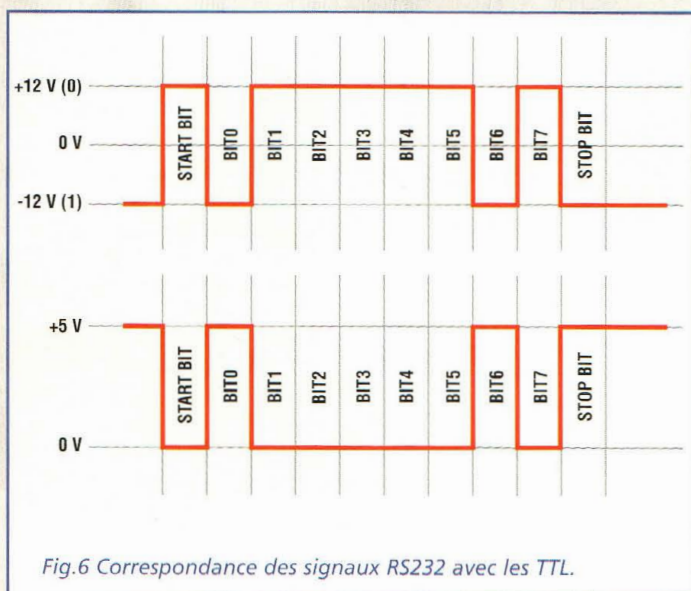 +12 V (0)
0 V
-12 V (1)
START BIT
BIT0
BIT1
BIT2
BIT3
BIT4
BIT5
BIT6
BIT7
STOP BIT
+5 V
0 V
START BIT
BIT0
BIT1
BIT2
BIT3
BIT4
BIT5
BIT6
BIT7
STOP BIT
Fig.6 Correspondance des signaux RS232 avec les TTL.